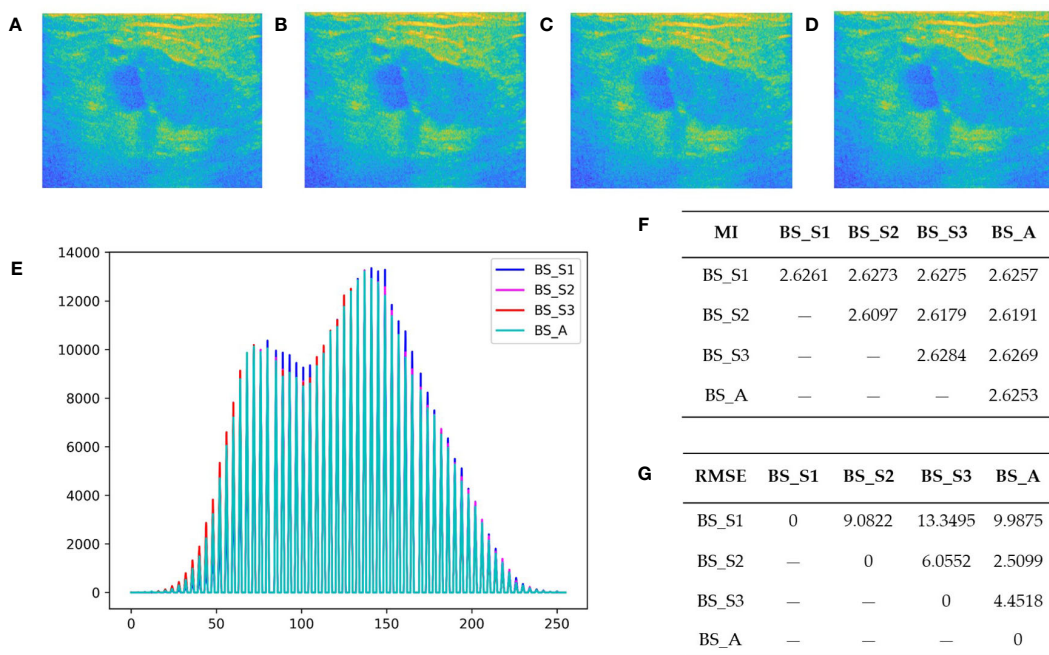 A B C D
E
14000
12000
10000
8000
6000
4000
2000
0
0 50 100 150 200 250
BS_S1
BS_S2
BS_S3
BS_A
F
MI BS_S1 BS_S2 BS_S3 BS_A
BS_S1 2.6261 2.6273 2.6275 2.6257
BS_S2 — 2.6097 2.6179 2.6191
BS_S3 — — 2.6284 2.6269
BS_A — — — 2.6253
G
RMSE BS_S1 BS_S2 BS_S3 BS_A
BS_S1 0 9.0822 13.3495 9.9875
BS_S2 — 0 6.0552 2.5099
BS_S3 — — 0 4.4518
BS_A — — — 0